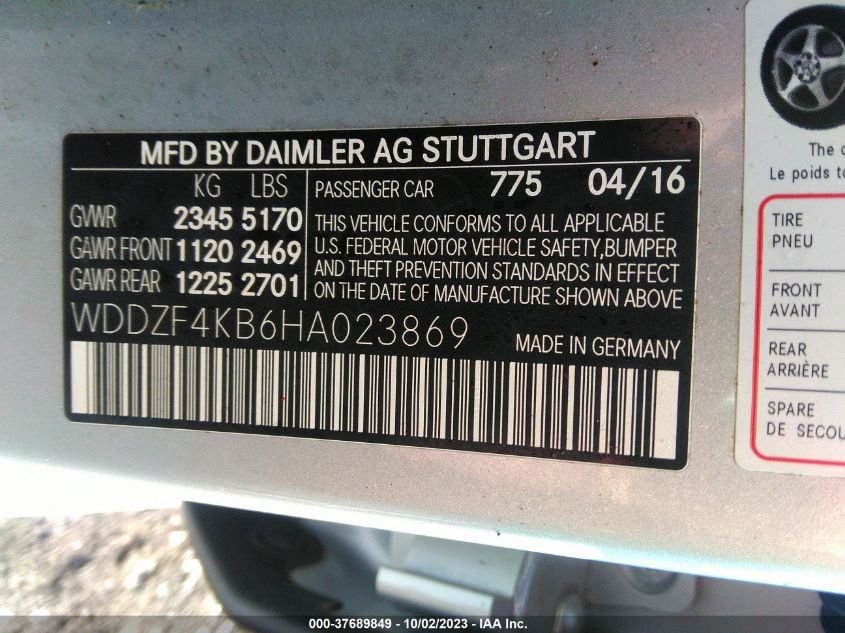 MFD BY DAIMLER AG STUTTGART
KG LBS
GVWR 2345 5170
GAWR FRONT 1120 2469
GAWR REAR 1225 2701
PASSENGER CAR 775 04/16
THIS VEHICLE CONFORMS TO ALL APPLICABLE
U.S. FEDERAL MOTOR VEHICLE SAFETY,BUMPER
AND THEFT PREVENTION STANDARDS IN EFFECT
ON THE DATE OF MANUFACTURE SHOWN ABOVE
WDDZF4KB6HA023869
MADE IN GERMANY
The
Le poids
TIRE
PNEU
FRONT
AVANT
REAR
ARRIÈRE
SPARE
DE
000-37689849 - 10/02/2023 - IAA Inc.